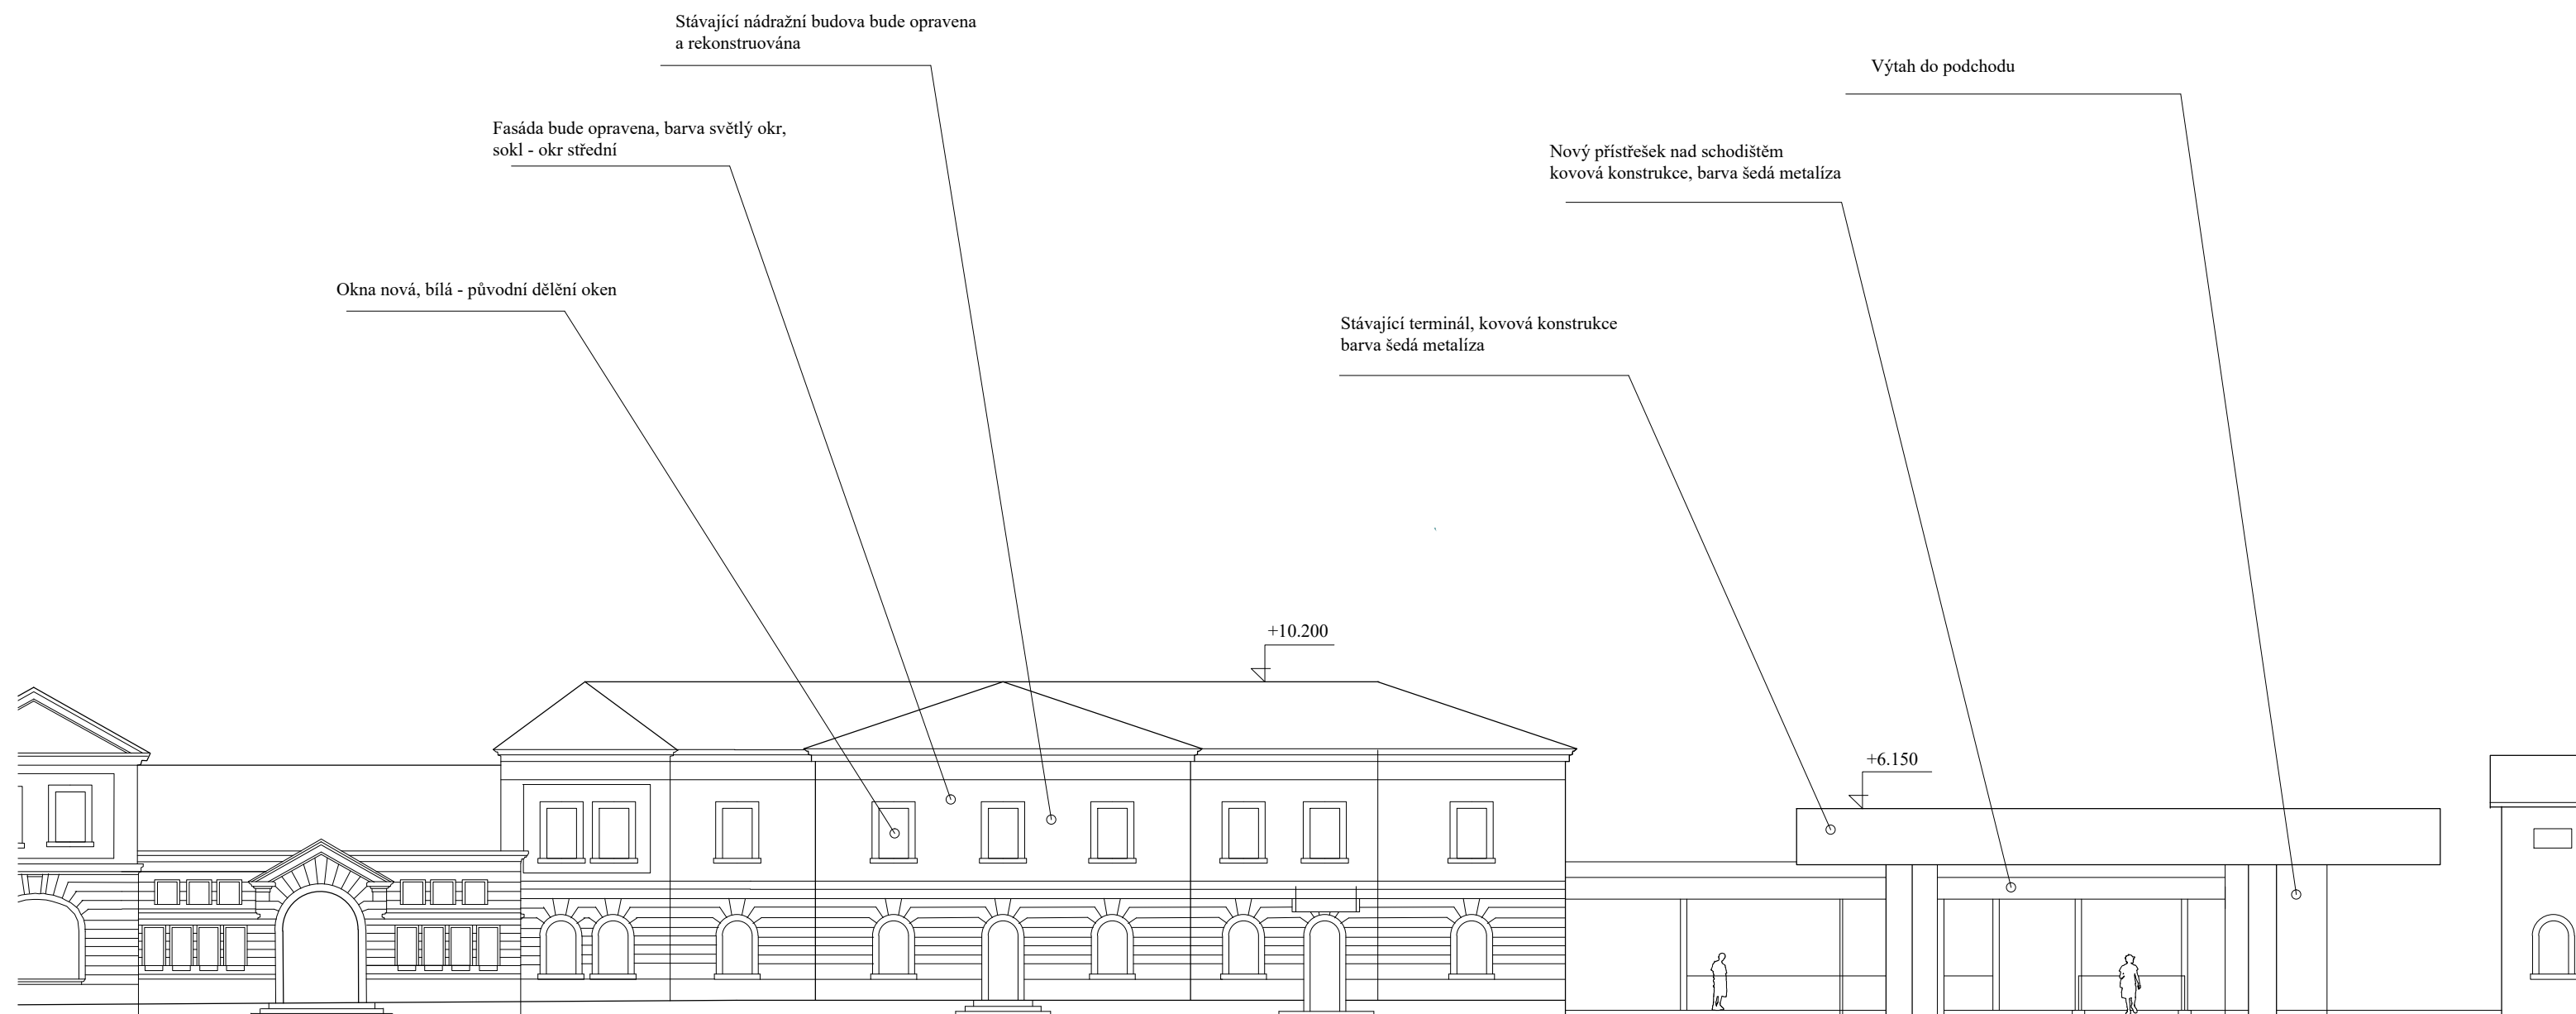 Stávající nádražní budova bude opravena
a rekonstruována
Výtah do podchodu
Fasáda bude opravena, barva světlý okr,
sokl - okr střední
Nový přístřešek nad schodištěm
kovová konstrukce, barva šedá metalíza
Okna nová, bílá - původní dělění oken
Stávající terminál, kovová konstrukce
barva šedá metalíza
+10.200
+6.150